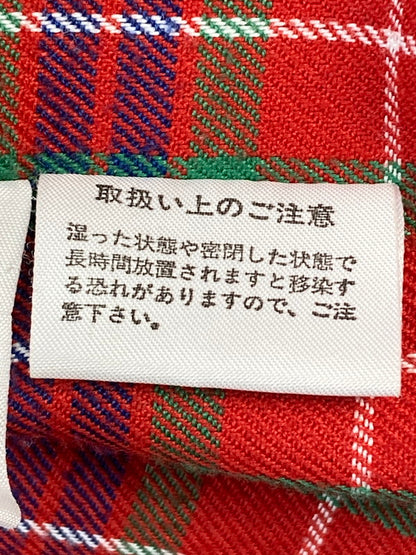 取扱い上のご注意
湿った状態や密閉した状態で
長時間放置されますと移染す
る恐れがありますので、ご注
意下さい。